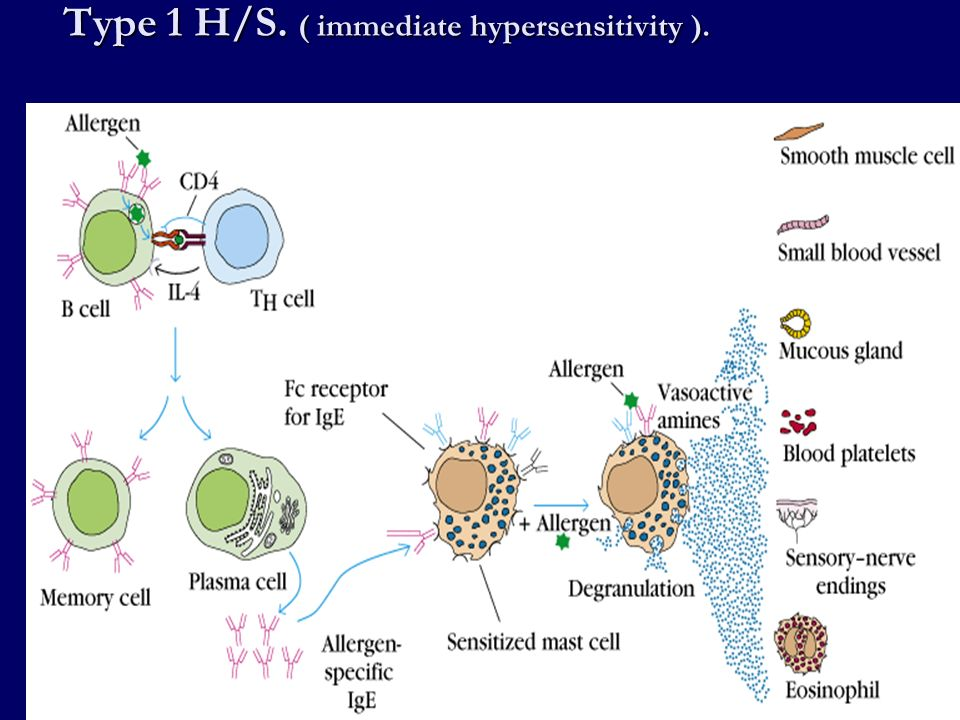 Type 1 H/S. ( immediate hypersensitivity ).
Allergen
CD4
B cell
IL-4
TH cell
Smooth muscle cell
Small blood vessel
Mucous gland
Blood platelets
Sensory-nerve
endings
Eosinophil
Fc receptor
for IgE
Allergen
Vasoactive
amines
+ Allergen
Degranulation
Memory cell
Plasma cell
Allergen-
specific
IgE
Sensitized mast cell